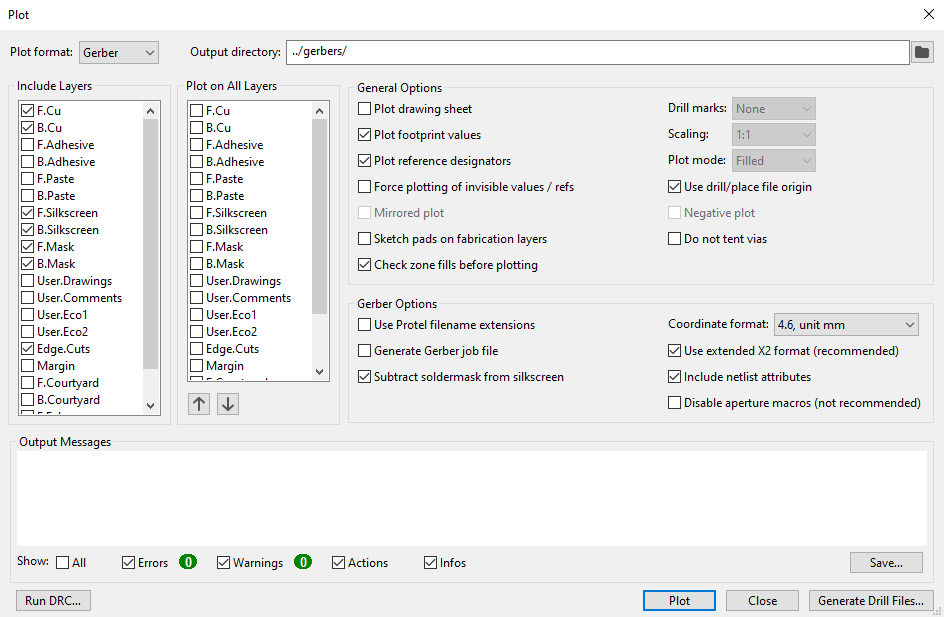 Plot
Plot format: Gerber Output directory: ../gerbers/
Include Layers
F.Cu
B.Cu
F.Adhesive
B.Adhesive
F.Paste
B.Paste
F.Silkscreen
B.Silkscreen
F.Mask
B.Mask
User.Drawings
User.Comments
User.Eco1
User.Eco2
Edge.Cuts
Margin
F.Courtyard
B.Courtyard
Plot on All Layers
F.Cu
B.Cu
F.Adhesive
B.Adhesive
F.Paste
B.Paste
F.Silkscreen
B.Silkscreen
F.Mask
B.Mask
User.Drawings
User.Comments
User.Eco1
User.Eco2
Edge.Cuts
Margin
General Options
Plot drawing sheet
Plot footprint values
Plot reference designators
Force plotting of invisible values / refs
Mirrored plot
Sketch pads on fabrication layers
Check zone fills before plotting
Drill marks: None
Scaling: 1:1
Plot mode: Filled
Use drill/place file origin
Negative plot
Do not tent vias
Gerber Options
Use Protel filename extensions
Generate Gerber job file
Subtract soldermask from silkscreen
Coordinate format: 4.6, unit mm
Use extended X2 format (recommended)
Include netlist attributes
Disable aperture macros (not recommended)
Output Messages
Show: All Errors 0 Warnings 0 Actions Infos Save...
Run DRC... Plot Close Generate Drill Files...